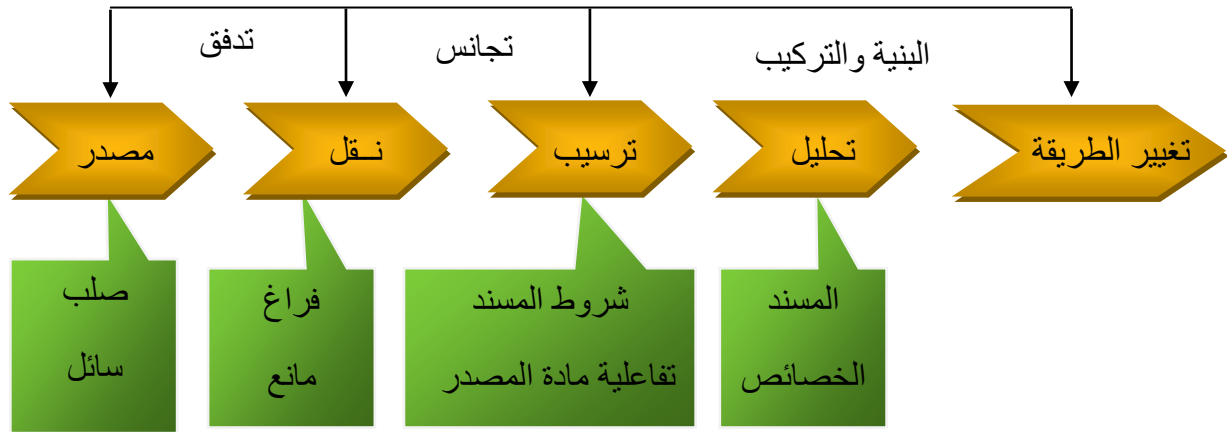 تدفق
تجانس
البنية والتركيب
مصدر
نــقل
ترسيب
تحليل
تغيير الطريقة
صلب
سائل
فراغ
مانع
شروط المسند
تفاعلية مادة المصدر
المسند
الخصائص